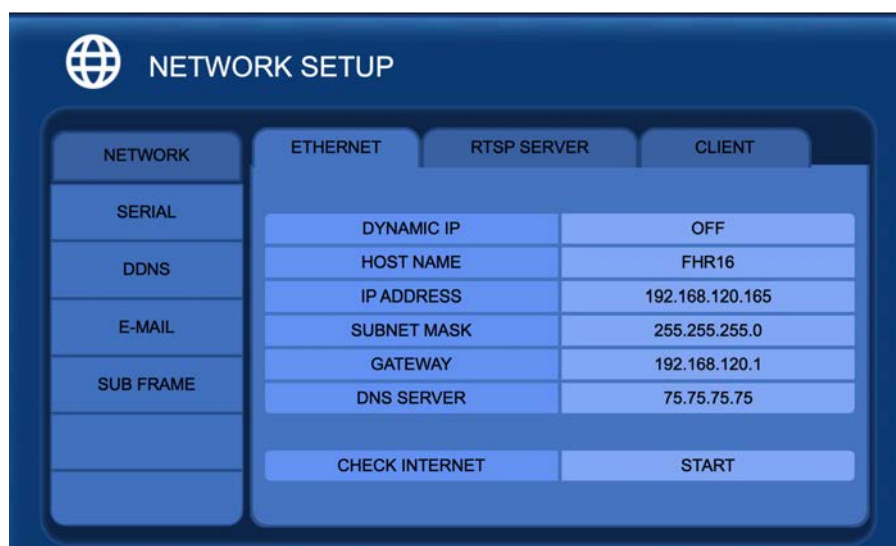 NETWORK SETUP
NETWORK
SERIAL
DDNS
E-MAIL
SUB FRAME
ETHERNET RTSP SERVER CLIENT
DYNAMIC IP OFF
HOST NAME FHR16
IP ADDRESS 192.168.120.165
SUBNET MASK 255.255.255.0
GATEWAY 192.168.120.1
DNS SERVER 75.75.75.75
CHECK INTERNET START